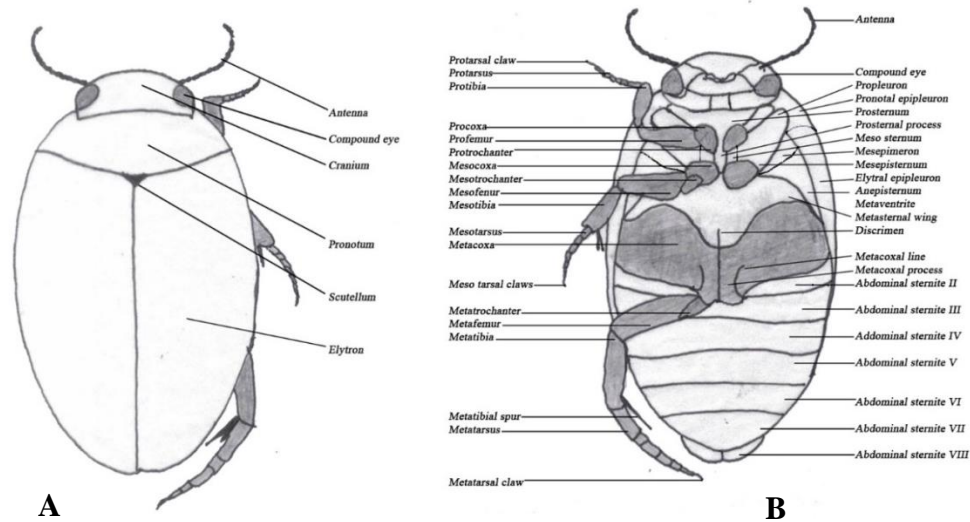 Antenna
Compound eye
Cranium
Pronotum
Scutellum
Elytron
A
Protarsal claw
Protarsus
Protibia
Procoxa
Profemur
Protrochanter
Mesocoxa
Mesotrochanter
Mesofenur
Mesotibia
Mesotarsus
Metacoxa
Meso tarsal claws
Metatrochanter
Metafemur
Metatibia
Metatibial spur
Metatarsus
Metatarsal claw
Antenna
Compound eye
Propleuron
Pronotal epipleuron
Prosternum
Prosternal process
Meso sternum
Mesepimeron
Mesepisternum
Elytral epipleuron
Anepisternum
Metaventrite
Metasternal wing
Discrimen
Metacoxal line
Metacoxal process
Abdominal sternite II
Abdominal sternite III
Addominal sternite IV
Abdominal sternite V
Abdominal sternite VI
Abdominal sternite VII
Abdominal sternite VIII
B